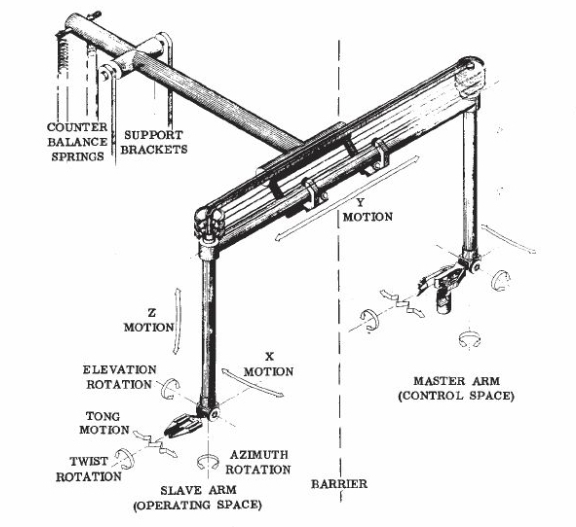 COUNTER
BALANCE
SPRINGS
SUPPORT
BRACKETS
Y
MOTION
Z
MOTION
X
MOTION
ELEVATION
ROTATION
TONG
MOTION
TWIST
ROTATION
AZIMUTH
ROTATION
SLAVE ARM
(OPERATING SPACE)
BARRIER
MASTER ARM
(CONTROL SPACE)